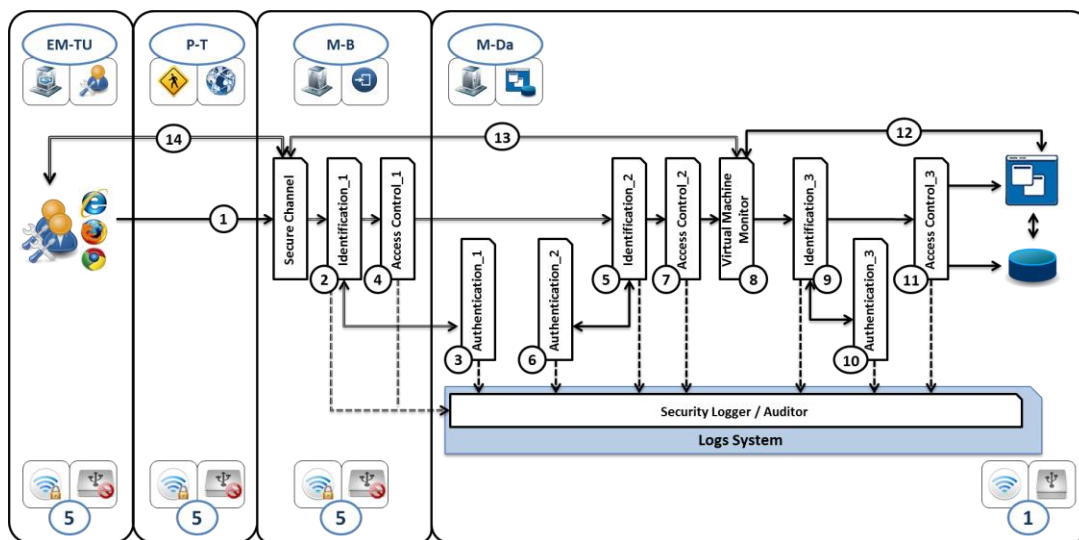 EM-TU
P-T
M-B
M-Da
14
13
12
1
Secure Channel
Identification_1
2
Access Control_1
4
Authentication_1
3
Authentication_2
6
Identification_2
5
Access Control_2
7
Virtual Machine
Monitor
8
Identification_3
9
Authentication_3
10
Access Control_3
11
Security Logger / Auditor
Logs System
5
5
5
1